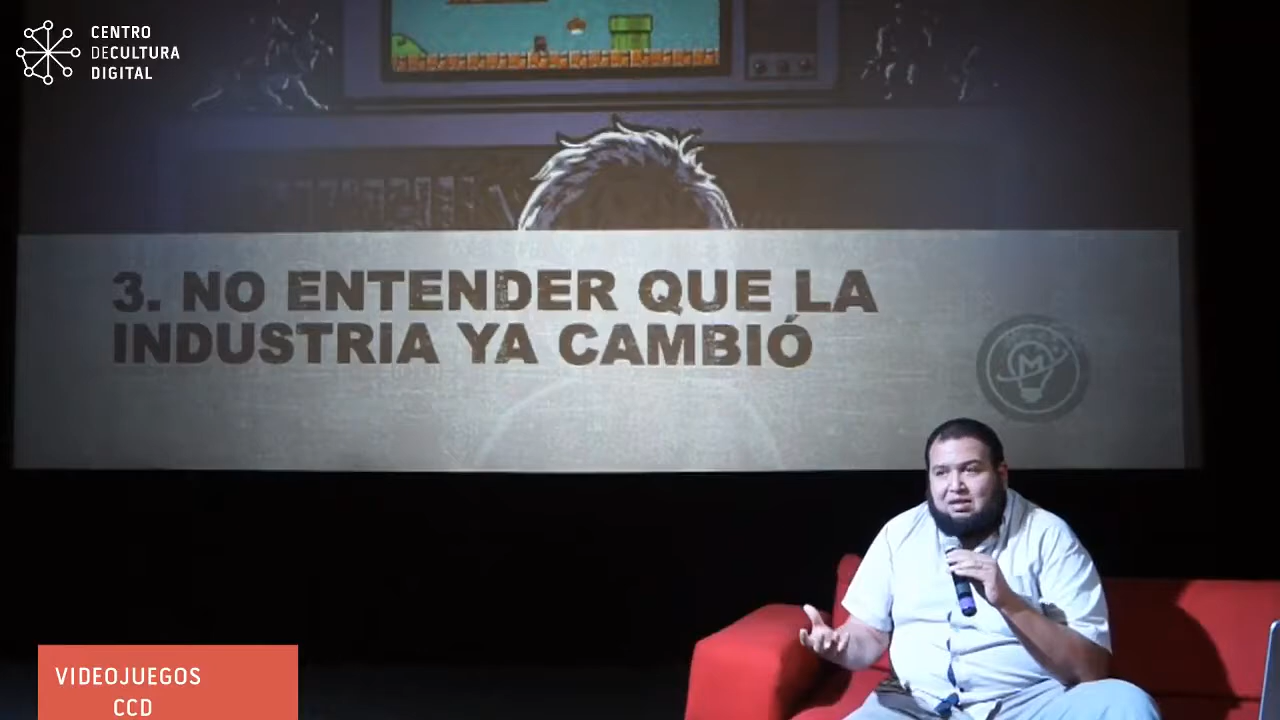 CENTRO
DECULTURA
DIGITAL
3. NO ENTENDER QUE LA
INDUSTRIA YA CAMBIÓ
M
VIDEOJUEGOS
CCD